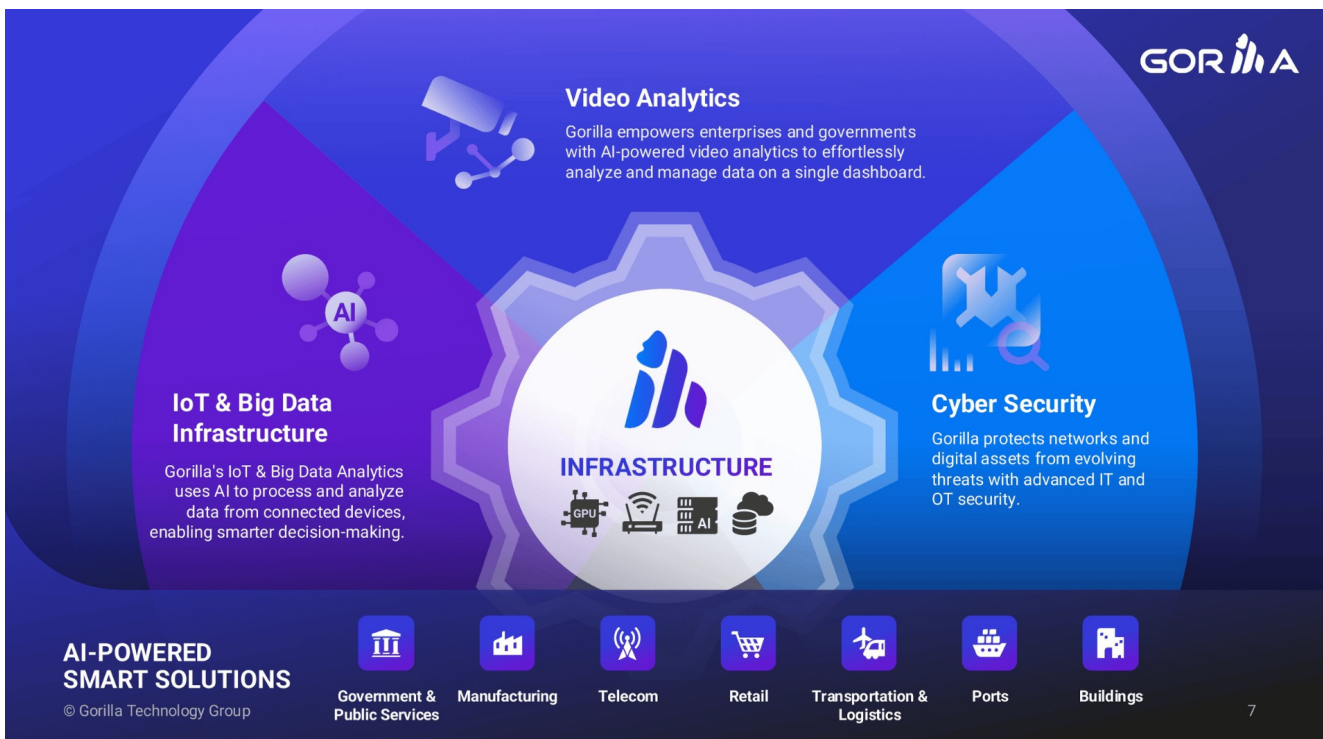 GORILLA
Video Analytics
Gorilla empowers enterprises and governments
with AI-powered video analytics to effortlessly
analyze and manage data on a single dashboard.
AI
IoT & Big Data
Infrastructure
Gorilla's IoT & Big Data Analytics
uses AI to process and analyze
data from connected devices,
enabling smarter decision-making.
INFRASTRUCTURE
GPU
AI
Cyber Security
Gorilla protects networks and
digital assets from evolving
threats with advanced IT and
OT security.
AI-POWERED
SMART SOLUTIONS
© Gorilla Technology Group
Government &
Public Services
Manufacturing
Telecom
Retail
Transportation &
Logistics
Ports
Buildings
7